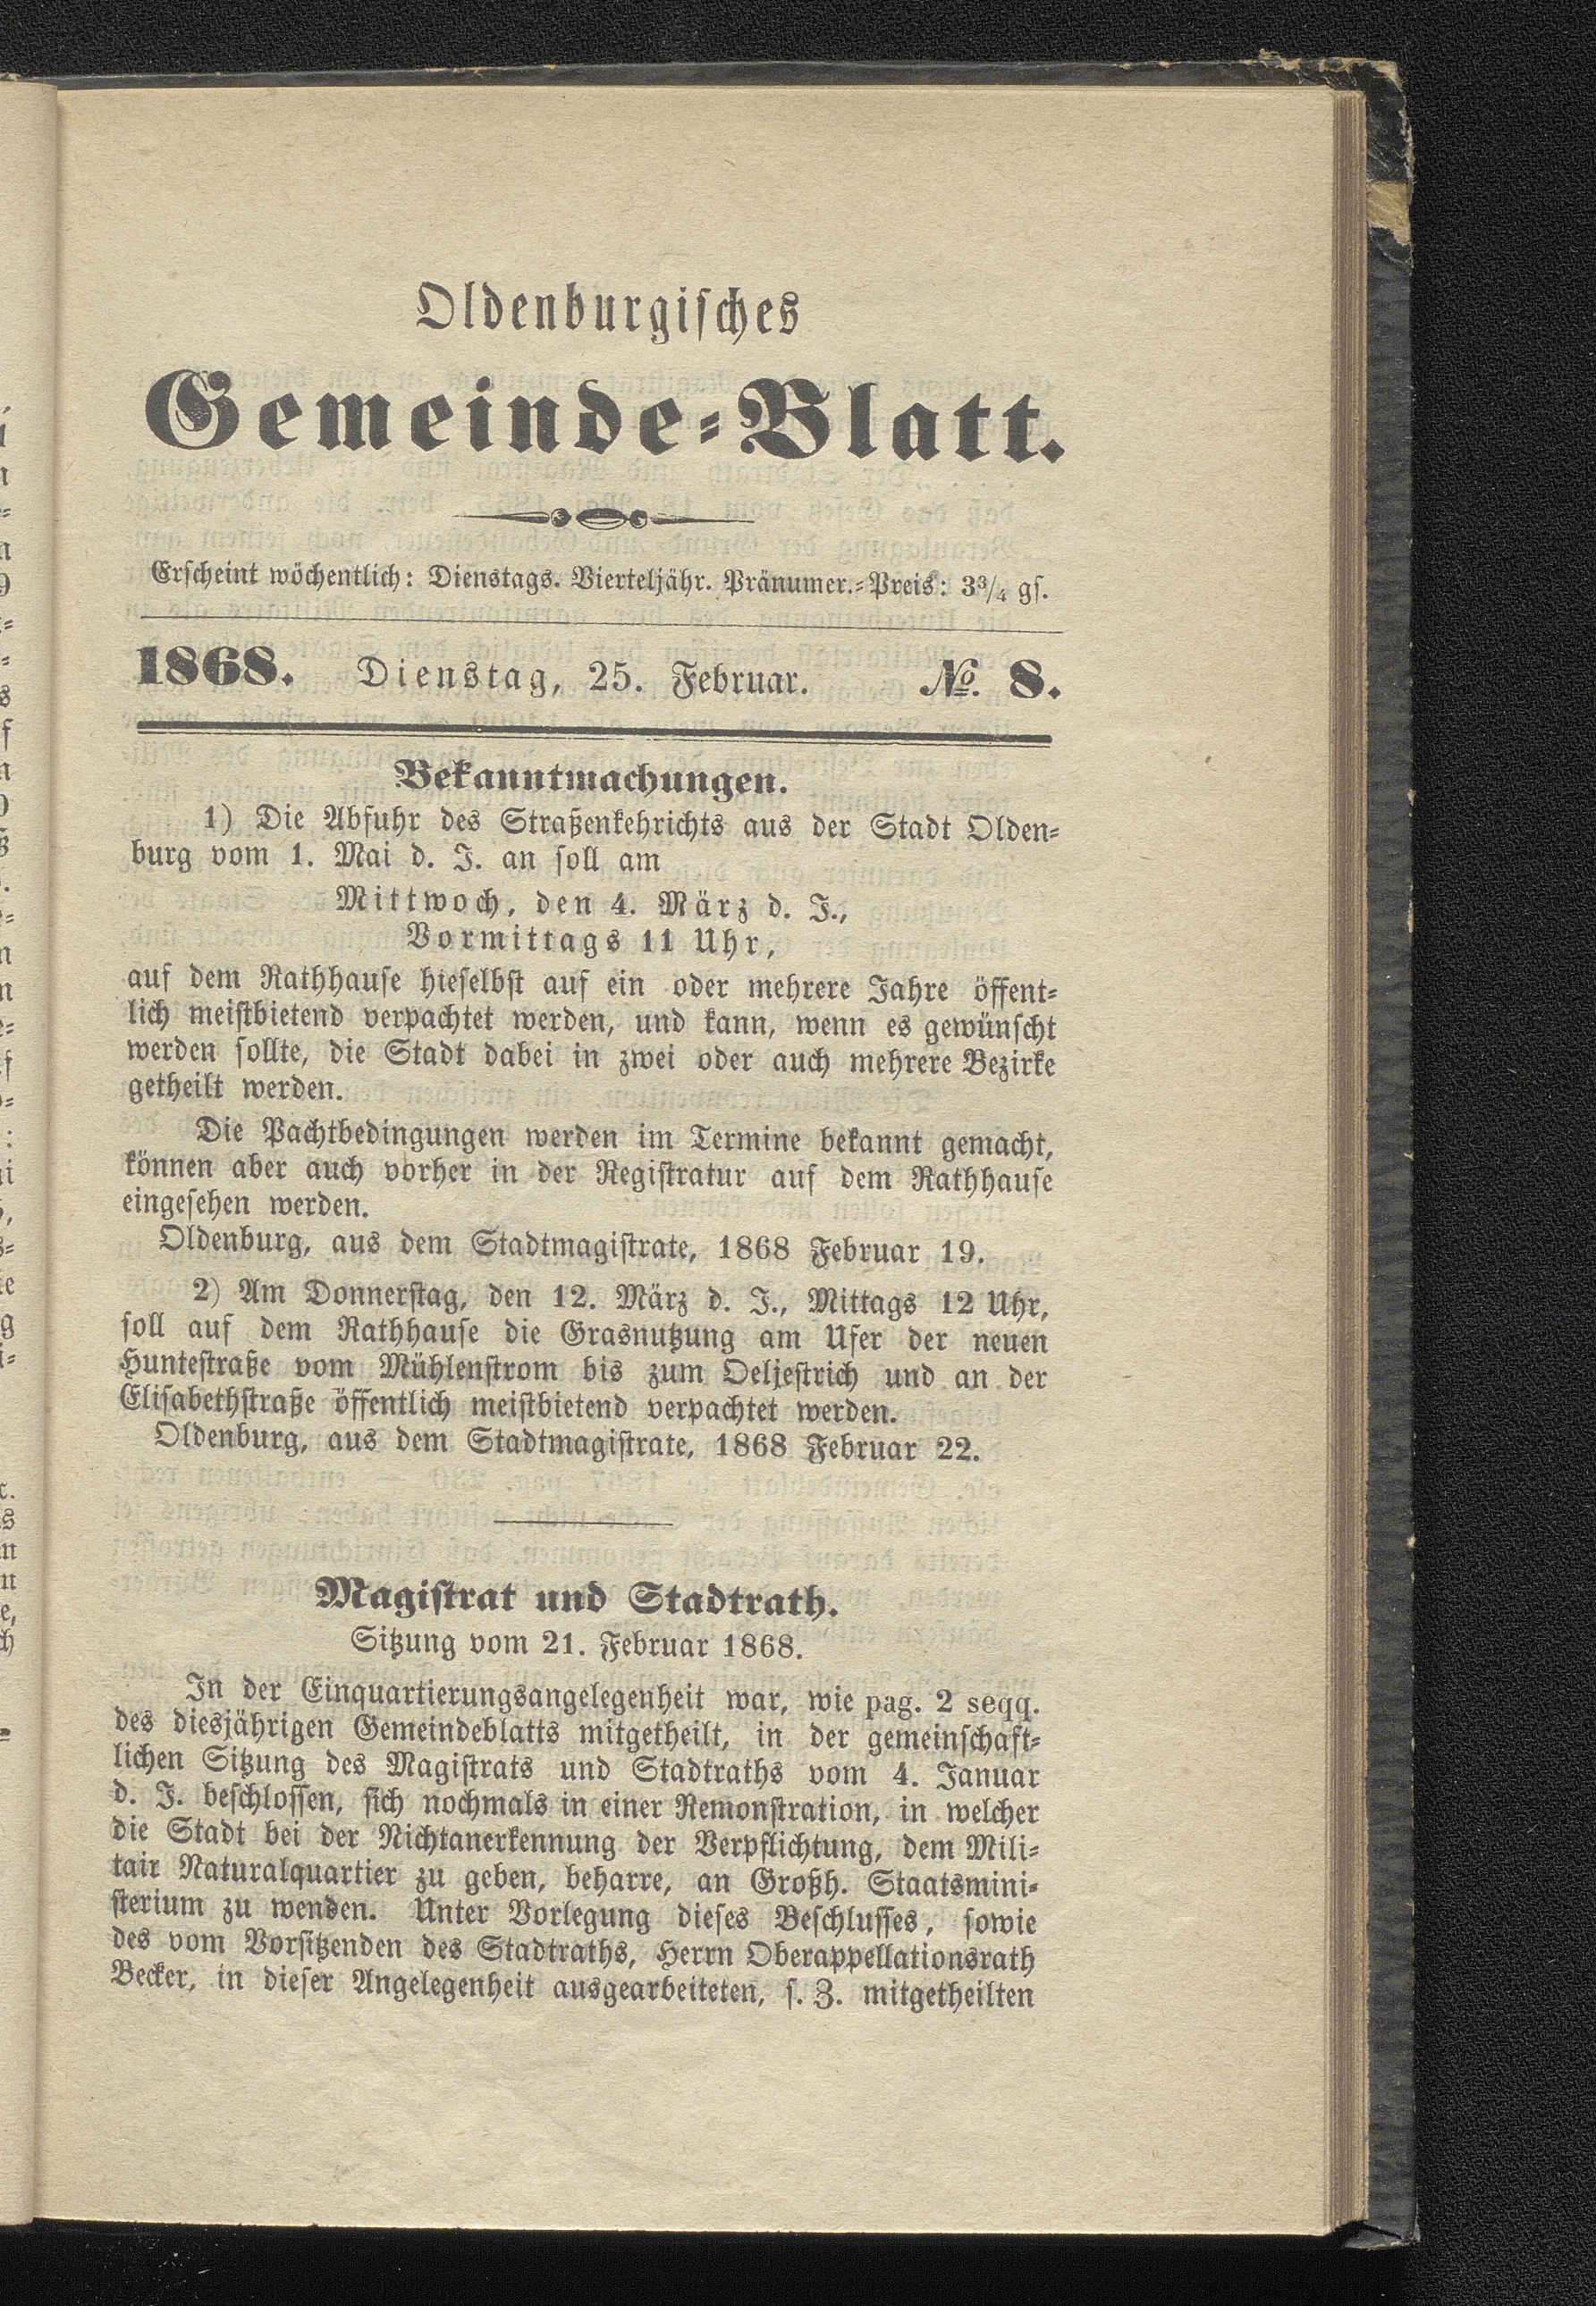 Oldenburgisches
Gemeinde-Blatt.
Erscheint wöchentlich: Dienstags. Vierteljähr. Pränumer.-Preis: 3¾ gs.
1868. Dienstag, 25. Februar. № 8.
Bekanntmachungen.
1) Die Abfuhr des Straßenkehrichts aus der Stadt Olden-
burg vom 1. Mai d. J. an soll am
Mittwoch, den 4. März d. J.,
Vormittags 11 Uhr,
auf dem Rathhause hieselbst auf ein oder mehrere Jahre öffent-
lich meistbietend verpachtet werden, und kann, wenn es gewünscht
werden sollte, die Stadt dabei in zwei oder auch mehrere Bezirke
getheilt werden.
Die Pachtbedingungen werden im Termine bekannt gemacht,
können aber auch vorher in der Registratur auf dem Rathhause
eingesehen werden.
Oldenburg, aus dem Stadtmagistrate, 1868 Februar 19.
2) Am Donnerstag, den 12. März d. J., Mittags 12 Uhr,
soll auf dem Rathhause die Grasnutzung am Ufer der neuen
Huntestraße vom Mühlenstrom bis zum Oeljestrich und an der
Elisabethstraße öffentlich meistbietend verpachtet werden.
Oldenburg, aus dem Stadtmagistrate, 1868 Februar 22.
Magistrat und Stadtrath.
Sitzung vom 21. Februar 1868.
In der Einquartierungsangelegenheit war, wie pag. 2 seqq.
des diesjährigen Gemeindeblatts mitgetheilt, in der gemeinschaft-
lichen Sitzung des Magistrats und Stadtraths vom 4. Januar
d. J. beschlossen, sich nochmals in einer Remonstration, in welcher
die Stadt bei der Nichtanerkennung der Verpflichtung, dem Mili-
tair Naturalquartier zu geben, beharre, an Großh. Staatsmini-
sterium zu wenden. Unter Vorlegung dieses Beschlusses, sowie
des vom Vorsitzenden des Stadtraths, Herrn Oberappellationsrath
Becker, in dieser Angelegenheit ausgearbeiteten, s. Z. mitgetheilten